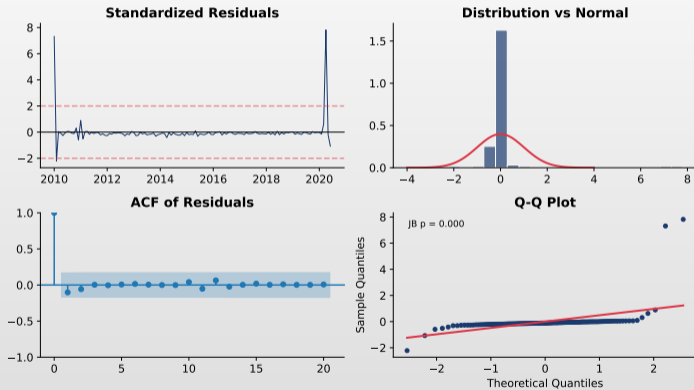 Standardized Residuals
8
6
4
2
0
−2
2010 2012 2014 2016 2018 2020
Distribution vs Normal
1.5
1.0
0.5
0.0
−4 −2 0 2 4 6 8
ACF of Residuals
1.0
0.5
0.0
−0.5
−1.0
0 5 10 15 20
Q-Q Plot
JB p = 0.000
Sample Quantiles
8
6
4
2
0
−2
−2 −1 0 1 2
Theoretical Quantiles